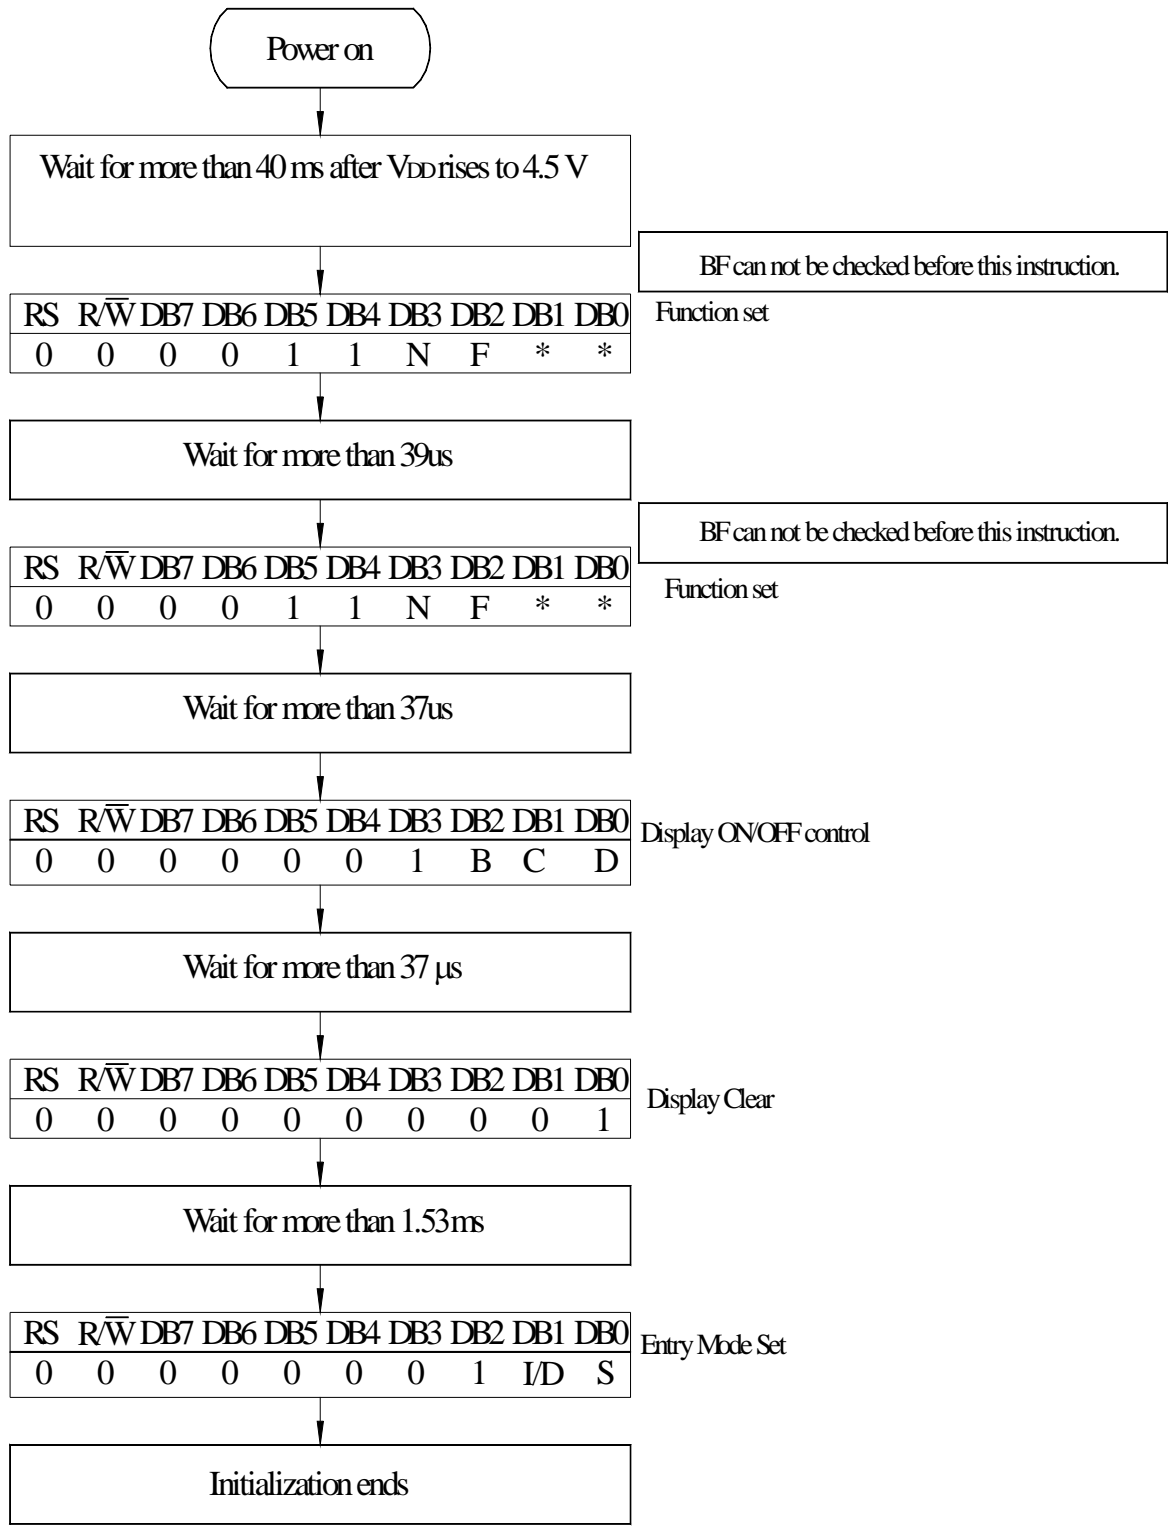 Power on
Wait for more than 40 ms after VDD rises to 4.5 V
BF can not be checked before this instruction.
RS R/W̅ DB7 DB6 DB5 DB4 DB3 DB2 DB1 DB0
Function set
0 0 0 0 1 1 N F * *
Wait for more than 39us
BF can not be checked before this instruction.
RS R/W̅ DB7 DB6 DB5 DB4 DB3 DB2 DB1 DB0
Function set
0 0 0 0 1 1 N F * *
Wait for more than 37us
RS R/W̅ DB7 DB6 DB5 DB4 DB3 DB2 DB1 DB0
Display ON/OFF control
0 0 0 0 0 0 1 B C D
Wait for more than 37 μs
RS R/W̅ DB7 DB6 DB5 DB4 DB3 DB2 DB1 DB0
Display Clear
0 0 0 0 0 0 0 0 0 1
Wait for more than 1.53ms
RS R/W̅ DB7 DB6 DB5 DB4 DB3 DB2 DB1 DB0
Entry Mode Set
0 0 0 0 0 0 0 1 I/D S
Initialization ends